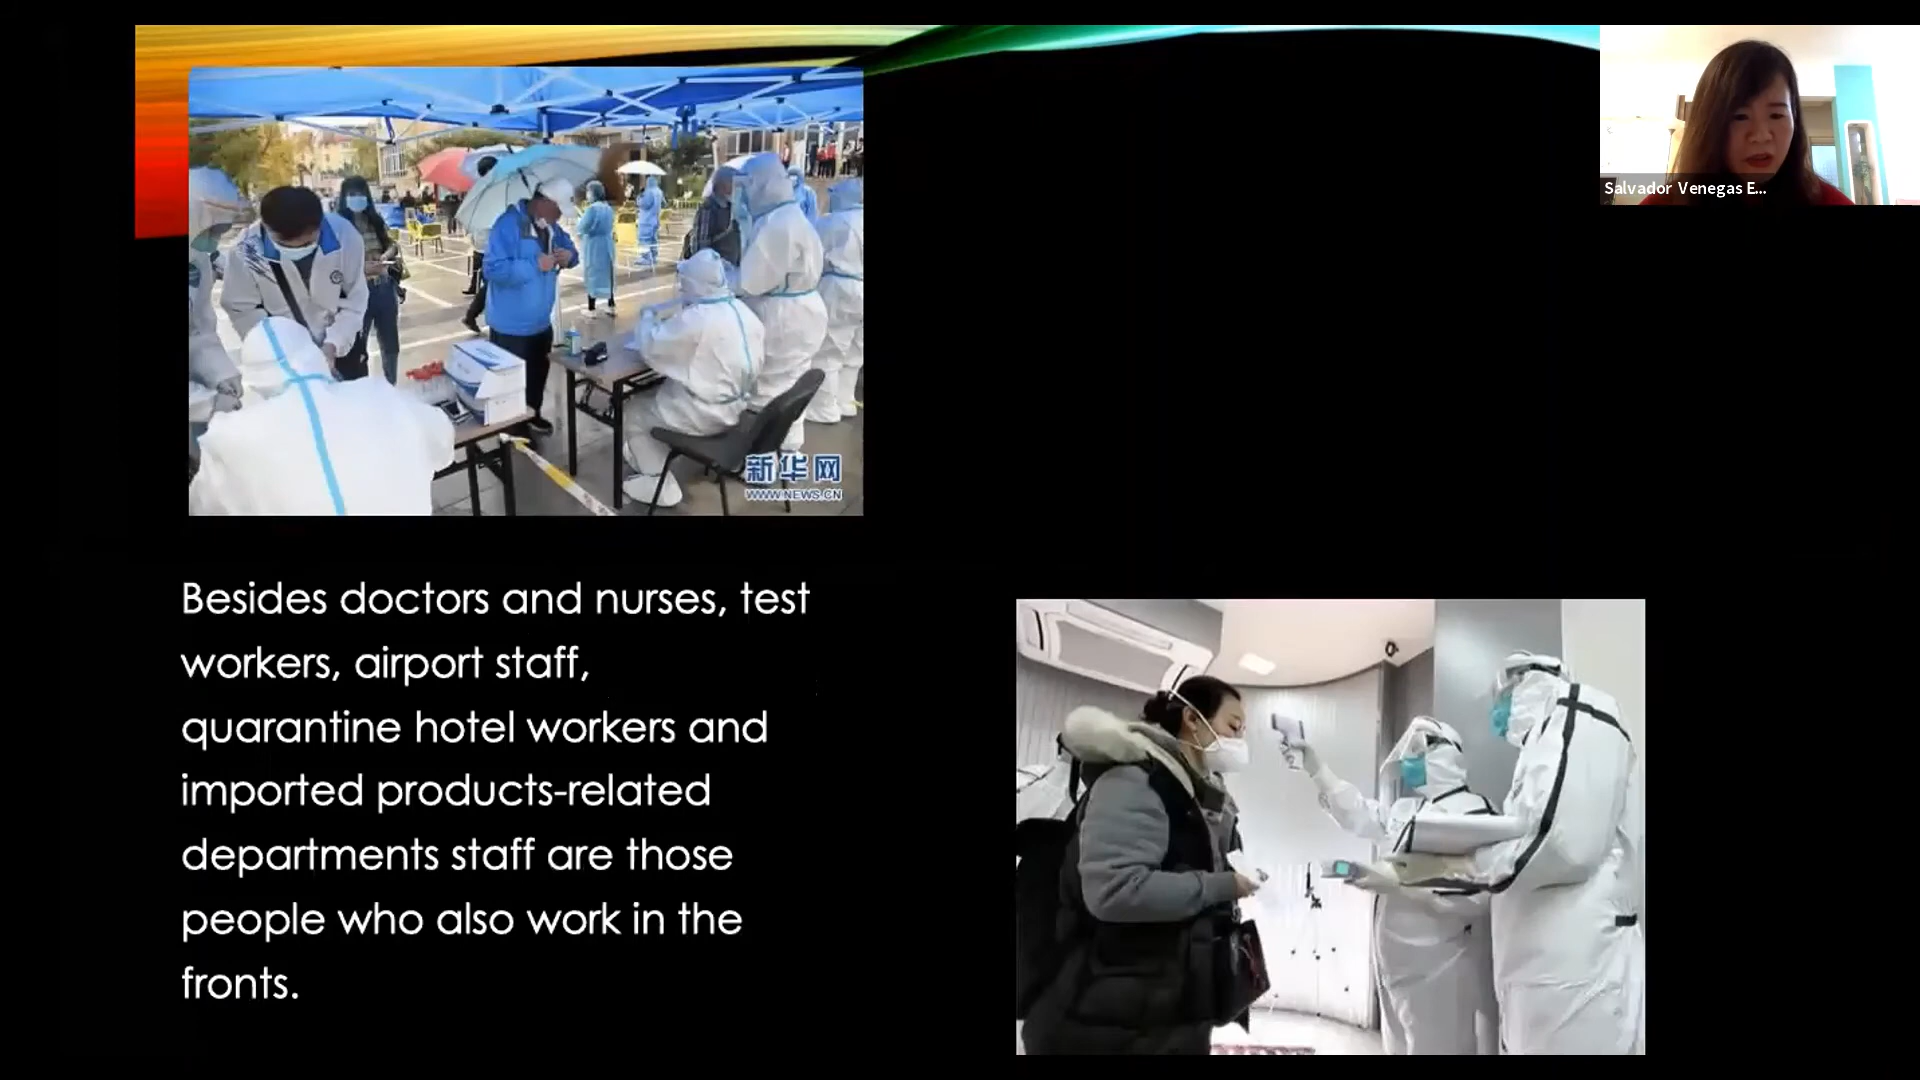 Salvador Venegas E...
新华网
WWW.NEWS.CN
Besides doctors and nurses, test
workers, airport staff,
quarantine hotel workers and
imported products-related
departments staff are those
people who also work in the
fronts.